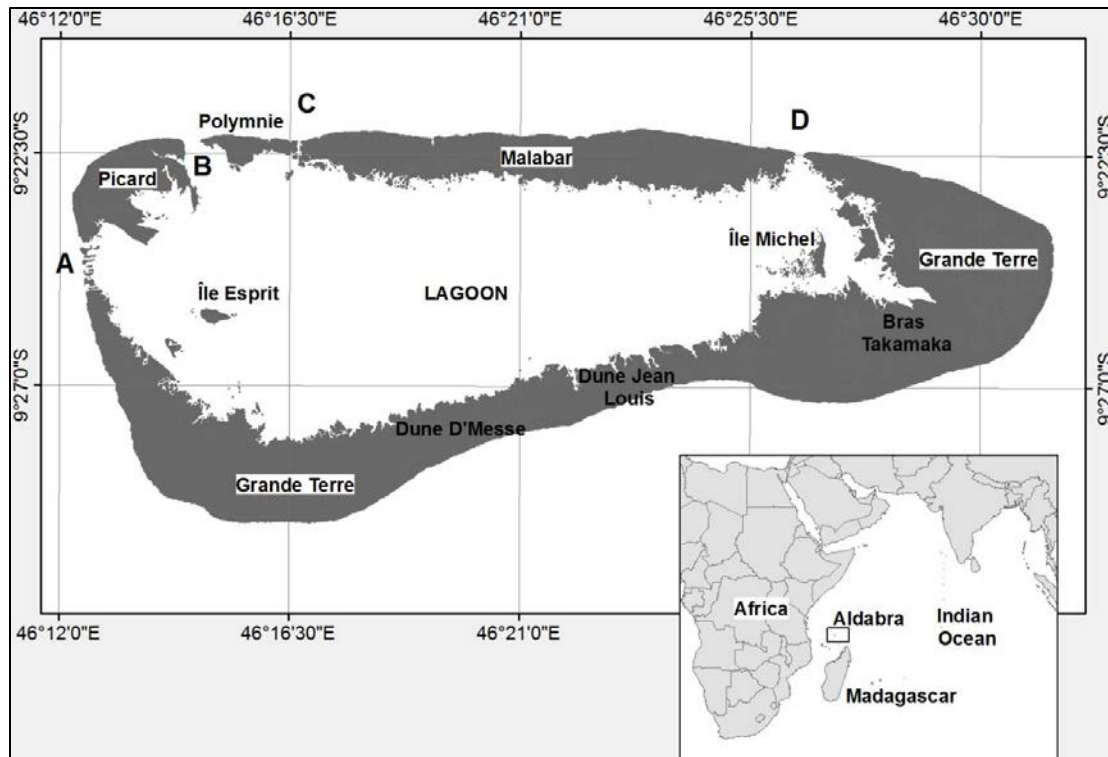 46°12'0"E
46°16'30"E
46°21'0"E
46°25'30"E
46°30'0"E
C
D
Polymnie
9°22'30"S
B
Malabar
9°22'30"S
Picard
A
Île Michel
Grande Terre
Île Esprit
LAGOON
Bras
Takamaka
9°27'0"S
Dune Jean
Louis
9°27'0"S
Dune D'Messe
Grande Terre
46°12'0"E
46°16'30"E
46°21'0"E
Africa
Aldabra
Indian
Ocean
Madagascar